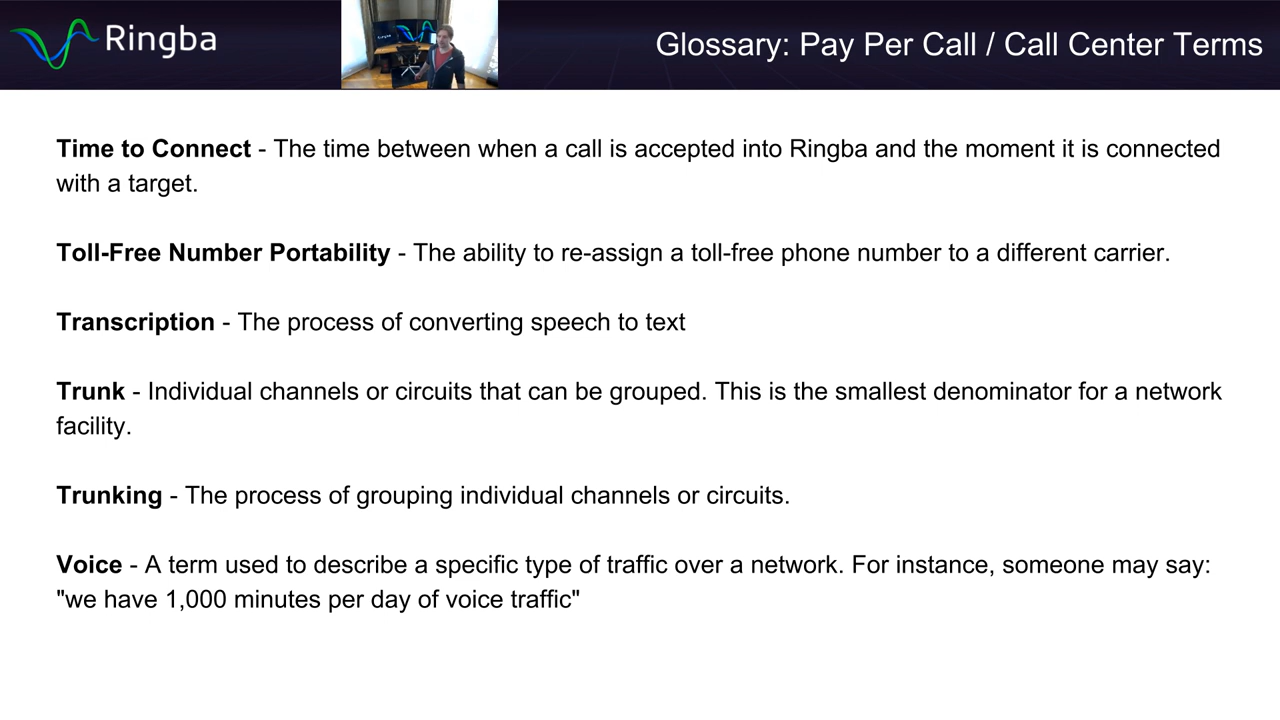 Ringba
Glossary: Pay Per Call / Call Center Terms
Time to Connect - The time between when a call is accepted into Ringba and the moment it is connected
with a target.
Toll-Free Number Portability - The ability to re-assign a toll-free phone number to a different carrier.
Transcription - The process of converting speech to text
Trunk - Individual channels or circuits that can be grouped. This is the smallest denominator for a network
facility.
Trunking - The process of grouping individual channels or circuits.
Voice - A term used to describe a specific type of traffic over a network. For instance, someone may say:
"we have 1,000 minutes per day of voice traffic"